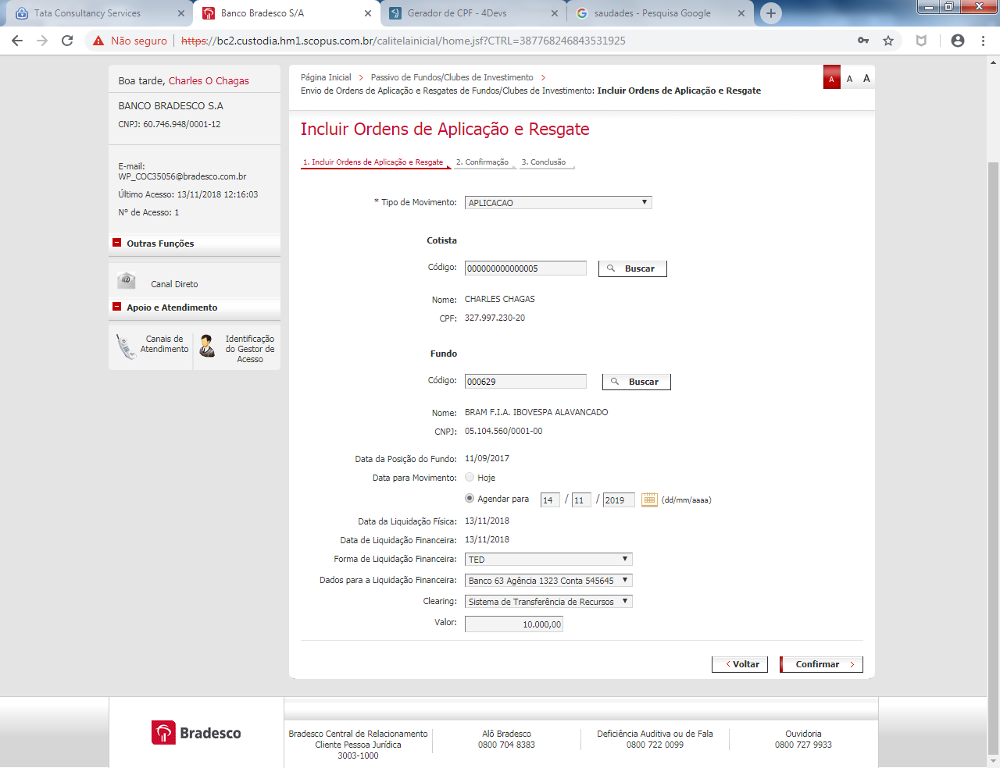 Tata Consultancy Services
Banco Bradesco S/A
Gerador de CPF - 4Devs
saudades - Pesquisa Google
Não seguro
https://bc2.custodia.hm1.scopus.com.br/calitelainicial/home.jsf?CTRL=387768246843531925
Boa tarde, Charles O Chagas
BANCO BRADESCO S.A
CNPJ: 60.746.948/0001-12
E-mail:
WP_COC35056@bradesco.com.br
Último Acesso: 13/11/2018 12:16:03
Nº de Acesso: 1
Outras Funções
Canal Direto
Apoio e Atendimento
Canais de
Atendimento
Identificação
do Gestor de
Acesso
Página Inicial > Passivo de Fundos/Clubes de Investimento >
Envio de Ordens de Aplicação e Resgates de Fundos/Clubes de Investimento: Incluir Ordens de Aplicação e Resgate
A A A
Incluir Ordens de Aplicação e Resgate
1. Incluir Ordens de Aplicação e Resgate 2. Confirmação 3. Conclusão
* Tipo de Movimento: APLICACAO
Cotista
Código: 000000000000005 Buscar
Nome: CHARLES CHAGAS
CPF: 327.997.230-20
Fundo
Código: 000629 Buscar
Nome: BRAM F.I.A. IBOVESPA ALAVANCADO
CNPJ: 05.104.560/0001-00
Data da Posição do Fundo: 11/09/2017
Data para Movimento: Hoje
Agendar para 14 / 11 / 2019 (dd/mm/aaaa)
Data da Liquidação Física: 13/11/2018
Data de Liquidação Financeira: 13/11/2018
Forma de Liquidação Financeira: TED
Dados para a Liquidação Financeira: Banco 63 Agência 1323 Conta 545645
Clearing: Sistema de Transferência de Recursos
Valor: 10.000,00
Voltar Confirmar
Bradesco
Bradesco Central de Relacionamento
Cliente Pessoa Jurídica
3003-1000
Alô Bradesco
0800 704 8383
Deficiência Auditiva ou de Fala
0800 722 0099
Ouvidoria
0800 727 9933